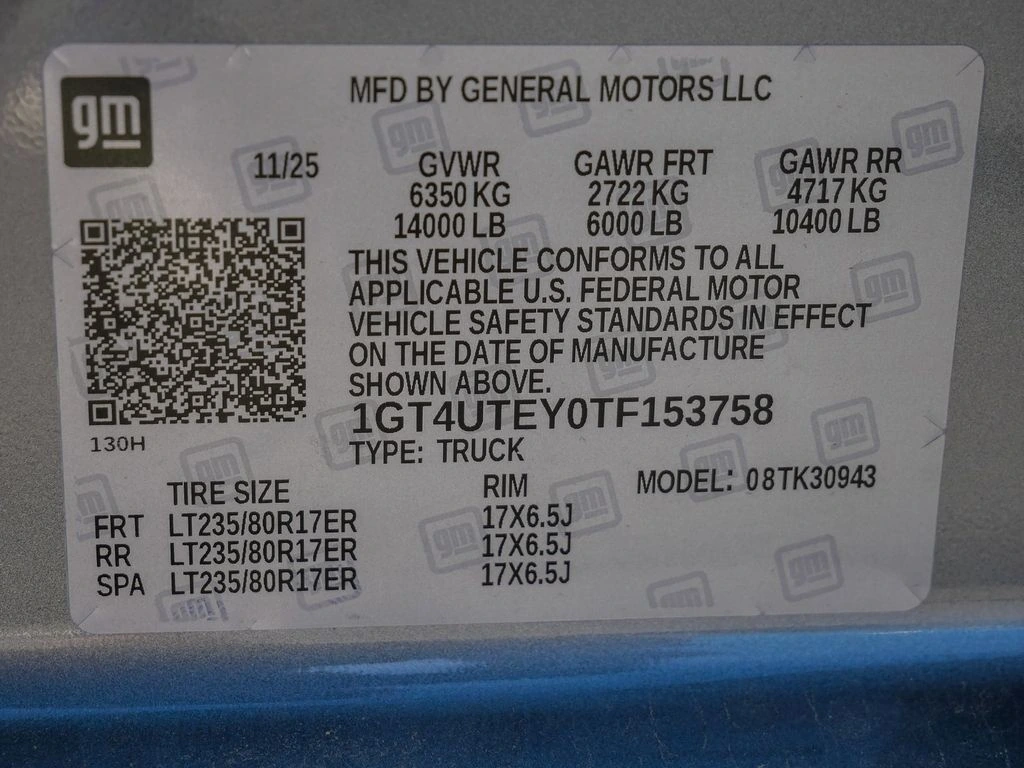 gm
MFD BY GENERAL MOTORS LLC
11/25 GVWR GAWR FRT GAWR RR
6350 KG 2722 KG 4717 KG
14000 LB 6000 LB 10400 LB
THIS VEHICLE CONFORMS TO ALL
APPLICABLE U.S. FEDERAL MOTOR
VEHICLE SAFETY STANDARDS IN EFFECT
ON THE DATE OF MANUFACTURE
SHOWN ABOVE.
1GT4UTEY0TF153758
130H
TYPE: TRUCK
TIRE SIZE RIM MODEL: 08TK30943
FRT LT235/80R17ER 17X6.5J
RR LT235/80R17ER 17X6.5J
SPA LT235/80R17ER 17X6.5J